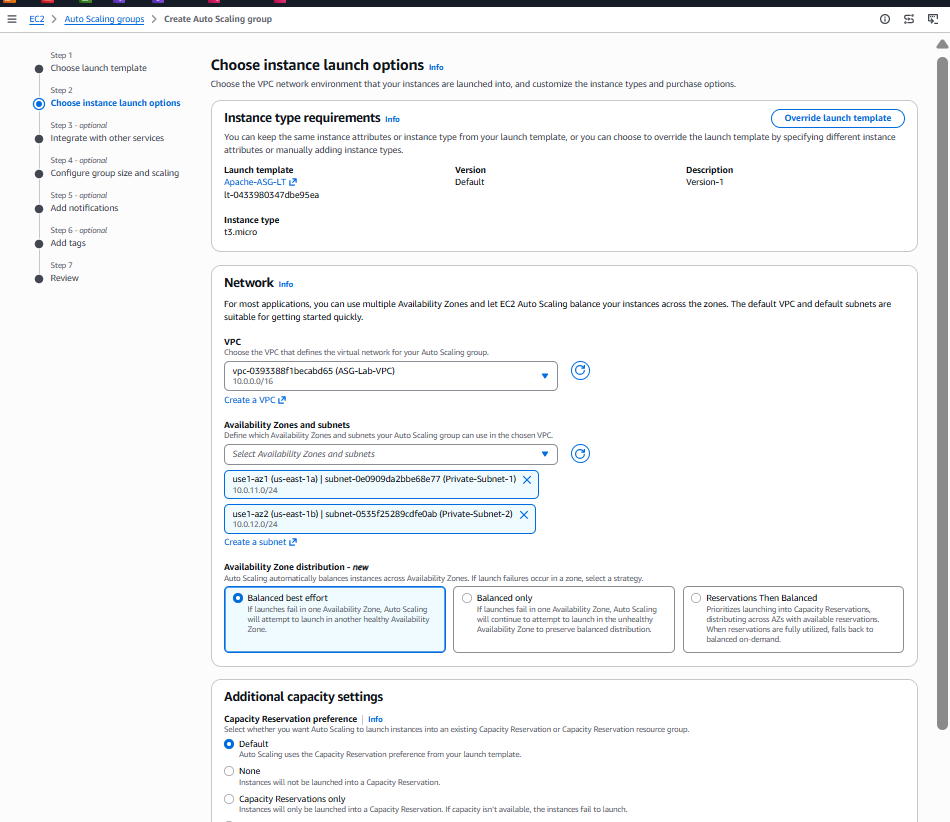 EC2 > Auto Scaling groups > Create Auto Scaling group
Step 1
Choose launch template
Step 2
Choose instance launch options
Step 3 - optional
Integrate with other services
Step 4 - optional
Configure group size and scaling
Step 5 - optional
Add notifications
Step 6 - optional
Add tags
Step 7
Review
Choose instance launch options Info
Choose the VPC network environment that your instances are launched into, and customize the instance types and purchase options.
Instance type requirements Info
Override launch template
You can keep the same instance attributes or instance type from your launch template, or you can choose to override the launch template by specifying different instance
attributes or manually adding instance types.
Launch template
Apache-ASG-LT
lt-0433980347dbe95ea
Version
Default
Description
Version-1
Instance type
t3.micro
Network Info
For most applications, you can use multiple Availability Zones and let EC2 Auto Scaling balance your instances across the zones. The default VPC and default subnets are
suitable for getting started quickly.
VPC
Choose the VPC that defines the virtual network for your Auto Scaling group.
vpc-0393388f1becabd65 (ASG-Lab-VPC)
10.0.0.0/16
Create a VPC
Availability Zones and subnets
Define which Availability Zones and subnets your Auto Scaling group can use in the chosen VPC.
Select Availability Zones and subnets
use1-az1 (us-east-1a) | subnet-0e0909da2bbe68e77 (Private-Subnet-1)
10.0.11.0/24
use1-az2 (us-east-1b) | subnet-0535f25289cdfe0ab (Private-Subnet-2)
10.0.12.0/24
Create a subnet
Availability Zone distribution - new
Auto Scaling automatically balances instances across Availability Zones. If launch failures occur in a zone, select a strategy.
Balanced best effort
If launches fail in one Availability Zone, Auto Scaling
will attempt to launch in another healthy Availability
Zone.
Balanced only
If launches fail in one Availability Zone, Auto Scaling
will continue to attempt to launch in the unhealthy
Availability Zone to preserve balanced distribution.
Reservations Then Balanced
Prioritizes launching into Capacity Reservations,
distributing across AZs with available reservations.
When reservations are fully utilized, falls back to
balanced on-demand.
Additional capacity settings
Capacity Reservation preference | Info
Select whether you want Auto Scaling to launch instances into an existing Capacity Reservation or Capacity Reservation resource group.
Default
Auto Scaling uses the Capacity Reservation preference from your launch template.
None
Instances will not be launched into a Capacity Reservation.
Capacity Reservations only
Instances will only be launched into a Capacity Reservation. If capacity isn't available, the instances fail to launch.